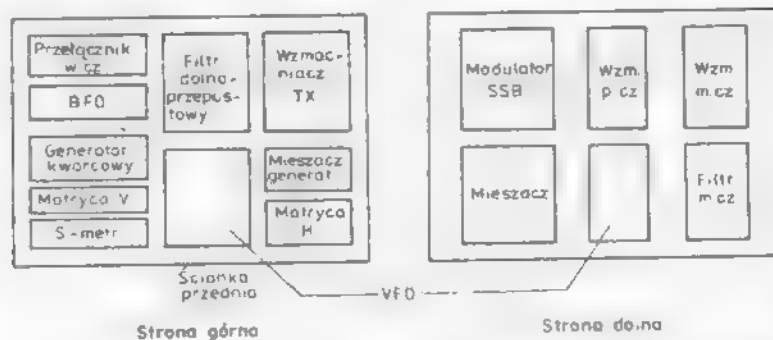 Przełącznik
w cz
BFO
Generator
kwarcowy
Matryca V
S-metr
Filtr
dolno-
przepus-
towy
Wzmac-
niacz
TX
Mieszacz
generat.
Matryca
H
Ścianka
przednia
VFO
Strona górna
Modulator
SSB
Wzm.
p cz
Wzm
m.cz
Mieszacz
Filtr
m.cz
Strona dolna